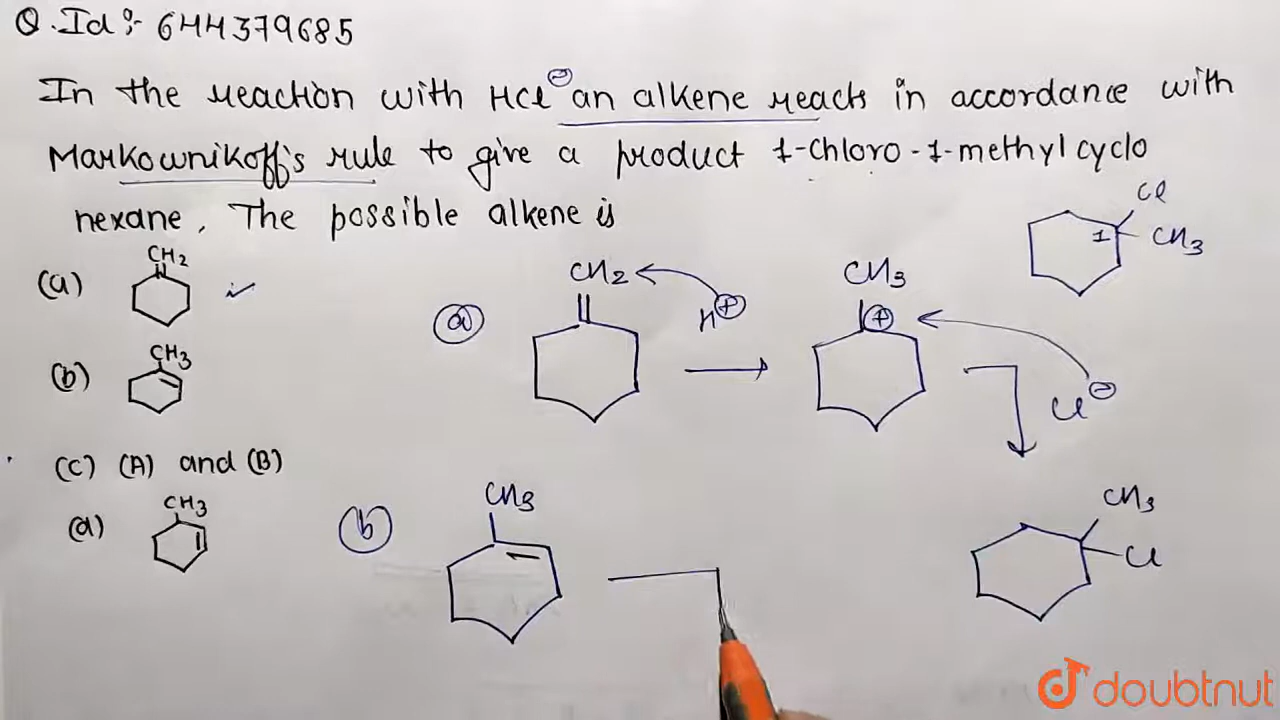 Q.Id:- 644379685
In the reaction with HCl ⊖ an alkene reacts in accordance with
Markownikoff's rule to give a product 1-chloro-1-methylcyclo
hexane. The possible alkene is
Cl
1 CH3
(a) CH2 ✓
(b) CH3
(c) (A) and (B)
(d) CH3
(a) CH2 H⊕ CH3 ⊕
Cl⊖
(b) CH3
CH3
Cl
doubtnut